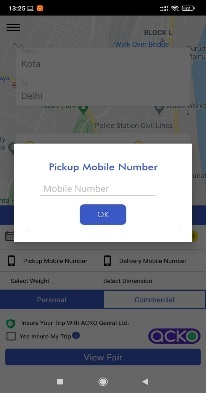 13:25
BLOCK L
Walk Over Bridge
Kota
Delhi
Police Station Civil Lines
Pickup Mobile Number
Mobile Number
OK
Pickup Mobile Number Delivery Mobile Number
Select Weight Select Dimension
Personal Commercial
Insure Your Trip With ACKO Genral Ltd.
Yes Insure My Trip
acko
View Fair